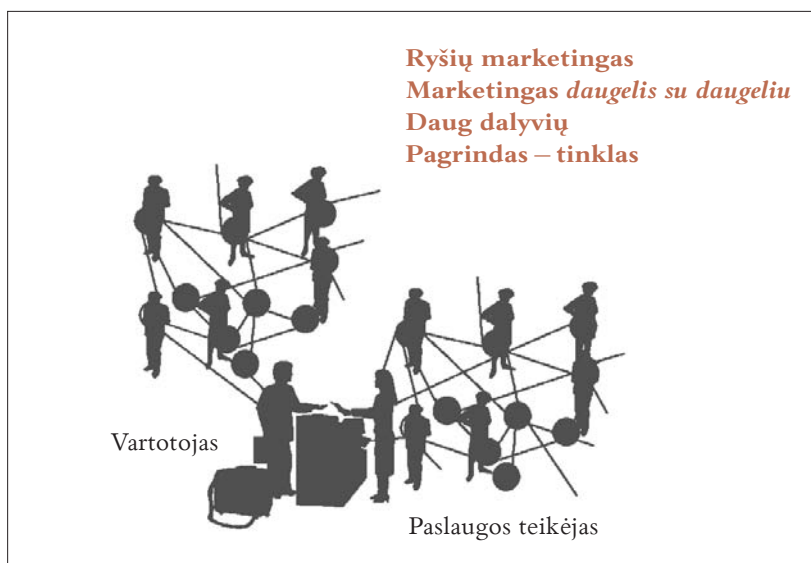 Ryšių marketingas
Marketingas daugelis su daugeliu
Daug dalyvių
Pagrindas – tinklas
Vartotojas
Paslaugos teikėjas